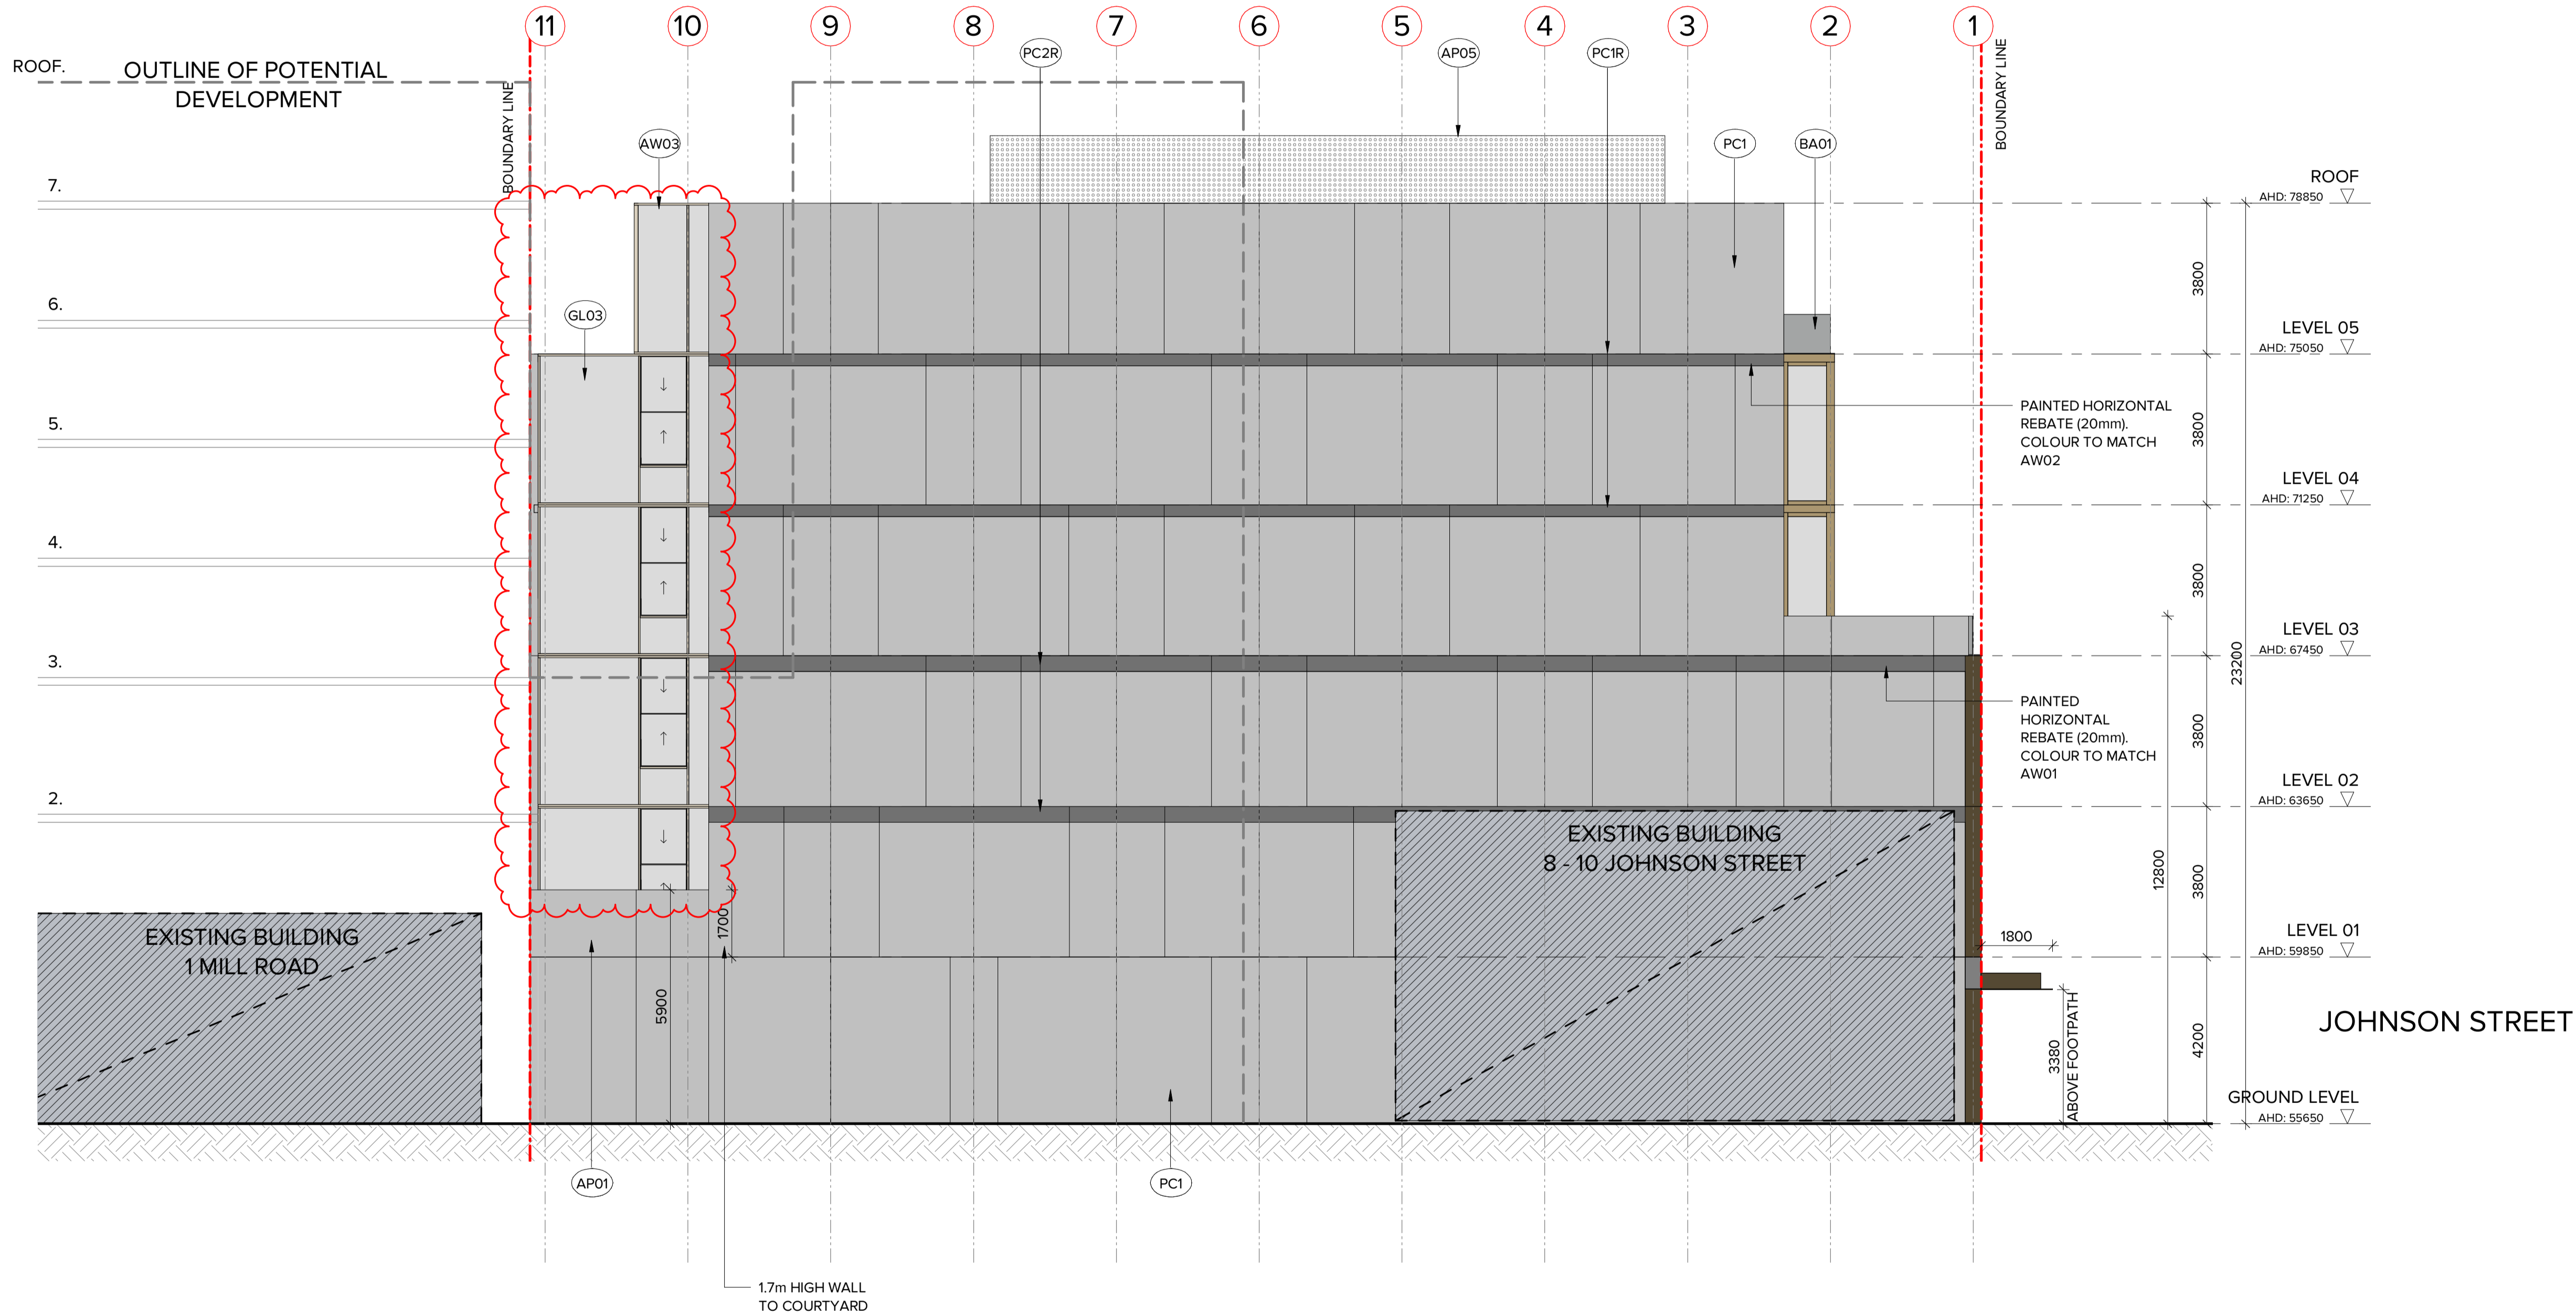 11
10
9
8
7
6
5
4
3
2
1
PC2R
AP05
PC1R
ROOF.
OUTLINE OF POTENTIAL
DEVELOPMENT
BOUNDARY LINE
BOUNDARY LINE
AW03
PC1
BA01
7.
ROOF
AHD: 78850
3800
6.
GL03
LEVEL 05
AHD: 75050
5.
PAINTED HORIZONTAL
REBATE (20mm).
COLOUR TO MATCH
AW02
3800
LEVEL 04
AHD: 71250
4.
3800
3.
LEVEL 03
AHD: 67450
23200
PAINTED
HORIZONTAL
REBATE (20mm).
COLOUR TO MATCH
AW01
3800
2.
LEVEL 02
AHD: 63650
EXISTING BUILDING
8 - 10 JOHNSON STREET
12800
3800
EXISTING BUILDING
1 MILL ROAD
1700
1800
LEVEL 01
AHD: 59850
5900
JOHNSON STREET
3380
ABOVE FOOTPATH
4200
GROUND LEVEL
AHD: 55650
AP01
PC1
1.7m HIGH WALL
TO COURTYARD